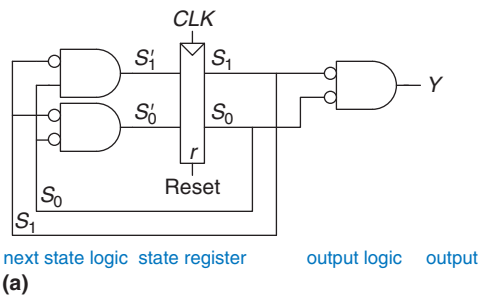 CLK
S′1 S1
Y
S′0 S0
r
Reset
S0
S1
next state logic state register output logic output
(a)